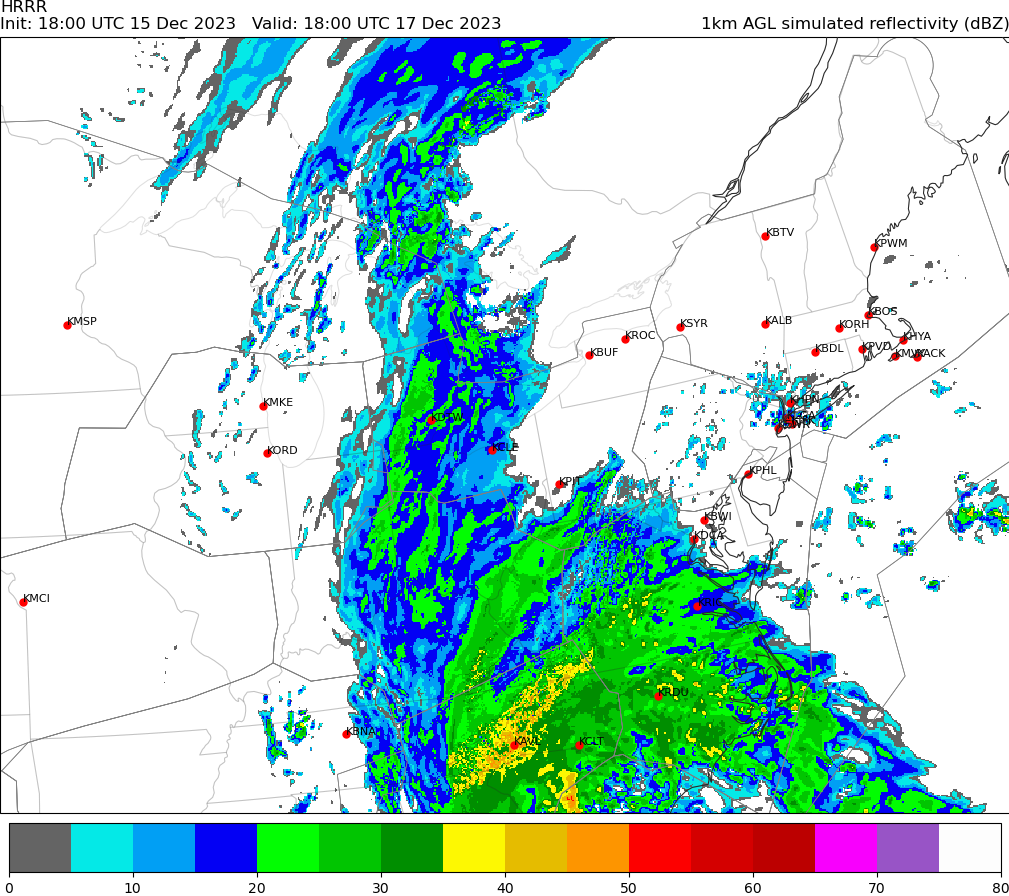 HRRR
Init: 18:00 UTC 15 Dec 2023   Valid: 18:00 UTC 17 Dec 2023
1km AGL simulated reflectivity (dBZ)
KBTV
KPWM
KMSP
KBOS
KSYR
KALB
KORH
KROC
KHYA
KBUF
KBDL
KPVD
KACK
KMKE
KHPN
KORD
KCLE
KPHL
KPIT
KBWI
KDCA
KMCI
KRDU
KBNA
KAVL
KCLT
0 10 20 30 40 50 60 70 80